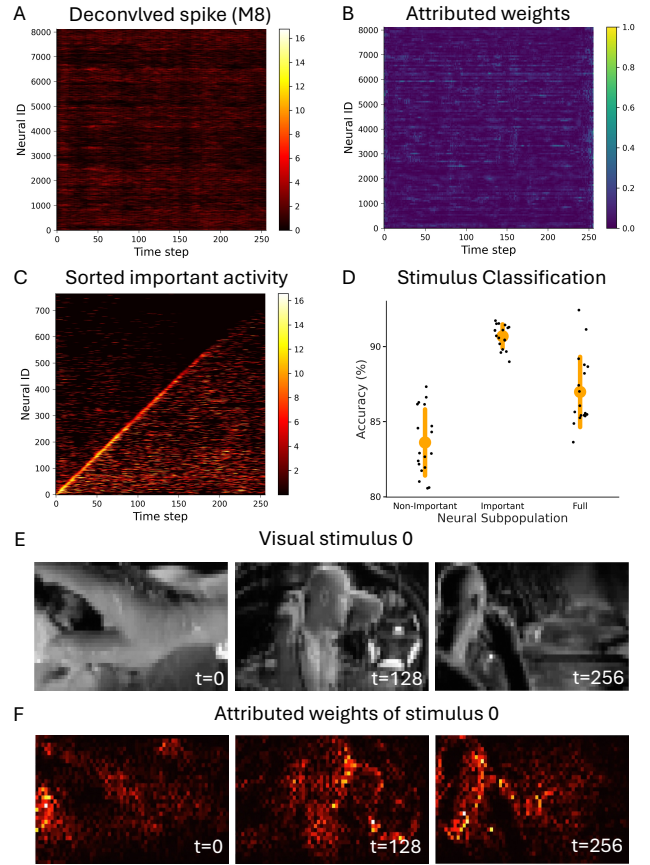 A Deconvlved spike (M8)
8000
7000
6000
5000
4000
3000
2000
1000
0
Neural ID
0 50 100 150 200 250
Time step
16
14
12
10
8
6
4
2
0
B Attributed weights
8000
7000
6000
5000
4000
3000
2000
1000
0
Neural ID
0 50 100 150 200 250
Time step
1.0
0.8
0.6
0.4
0.2
0.0
C Sorted important activity
700
600
500
400
300
200
100
0
Neural ID
0 50 100 150 200 250
Time step
16
14
12
10
8
6
4
2
D Stimulus Classification
90
85
80
Accuracy (%)
Non-Important Important Full
Neural Subpopulation
E Visual stimulus 0
t=0 t=128 t=256
F Attributed weights of stimulus 0
t=0 t=128 t=256